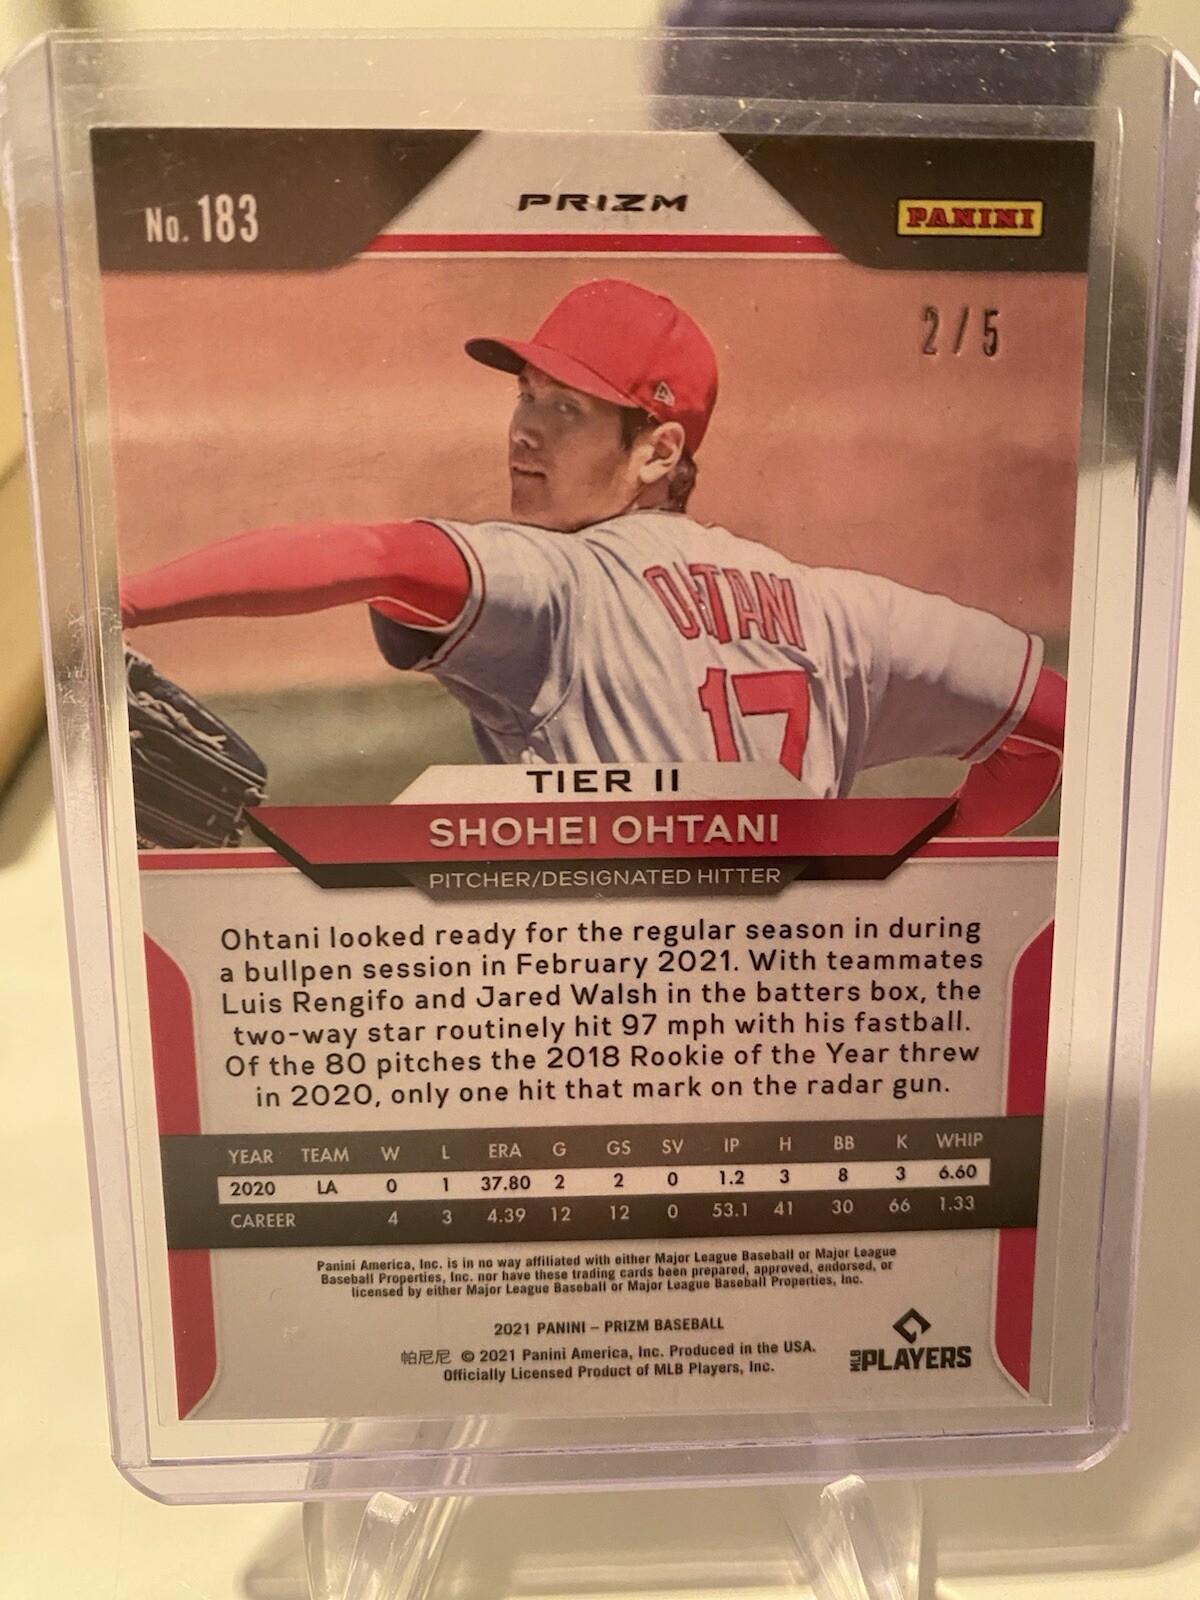 No. 183
PRIZM
PANINI
2/5
OHTANI
17
TIER II
SHOHEI OHTANI
PITCHER/DESIGNATED HITTER
Ohtani looked ready for the regular season in during
a bullpen session in February 2021. With teammates
Luis Rengifo and Jared Walsh in the batters box, the
two-way star routinely hit 97 mph with his fastball.
Of the 80 pitches the 2018 Rookie of the Year threw
in 2020, only one hit that mark on the radar gun.
YEAR TEAM W L ERA G GS SV IP H BB K WHIP
2020 LA 0 1 37.80 2 2 0 1.2 3 8 3 6.60
CAREER 4 3 4.39 12 12 0 53.1 41 30 66 1.33
Panini America, Inc. is in no way affiliated with either Major League Baseball or Major League
Baseball Properties, Inc. nor have these trading cards been prepared, approved, endorsed, or
licensed by either Major League Baseball or Major League Baseball Properties, Inc.
2021 PANINI – PRIZM BASEBALL
帕尼尼 © 2021 Panini America, Inc. Produced in the USA.
Officially Licensed Product of MLB Players, Inc.
MLB PLAYERS